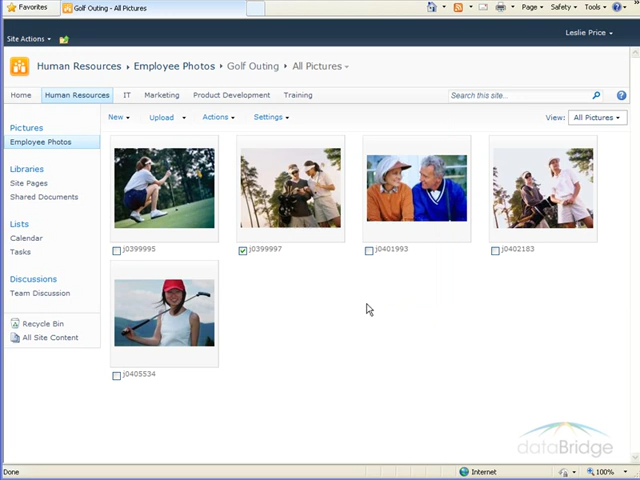 Favorites
Golf Outing - All Pictures
Page
Safety
Tools
Site Actions
Leslie Price
Human Resources
Employee Photos
Golf Outing
All Pictures
Home
Human Resources
IT
Marketing
Product Development
Training
Search this site...
Pictures
Employee Photos
Libraries
Site Pages
Shared Documents
Lists
Calendar
Tasks
Discussions
Team Discussion
Recycle Bin
All Site Content
New
Upload
Actions
Settings
View:
All Pictures
j0399995
j0399997
j0401993
j0402183
j0405534
dataBridge
Done
Internet
100%